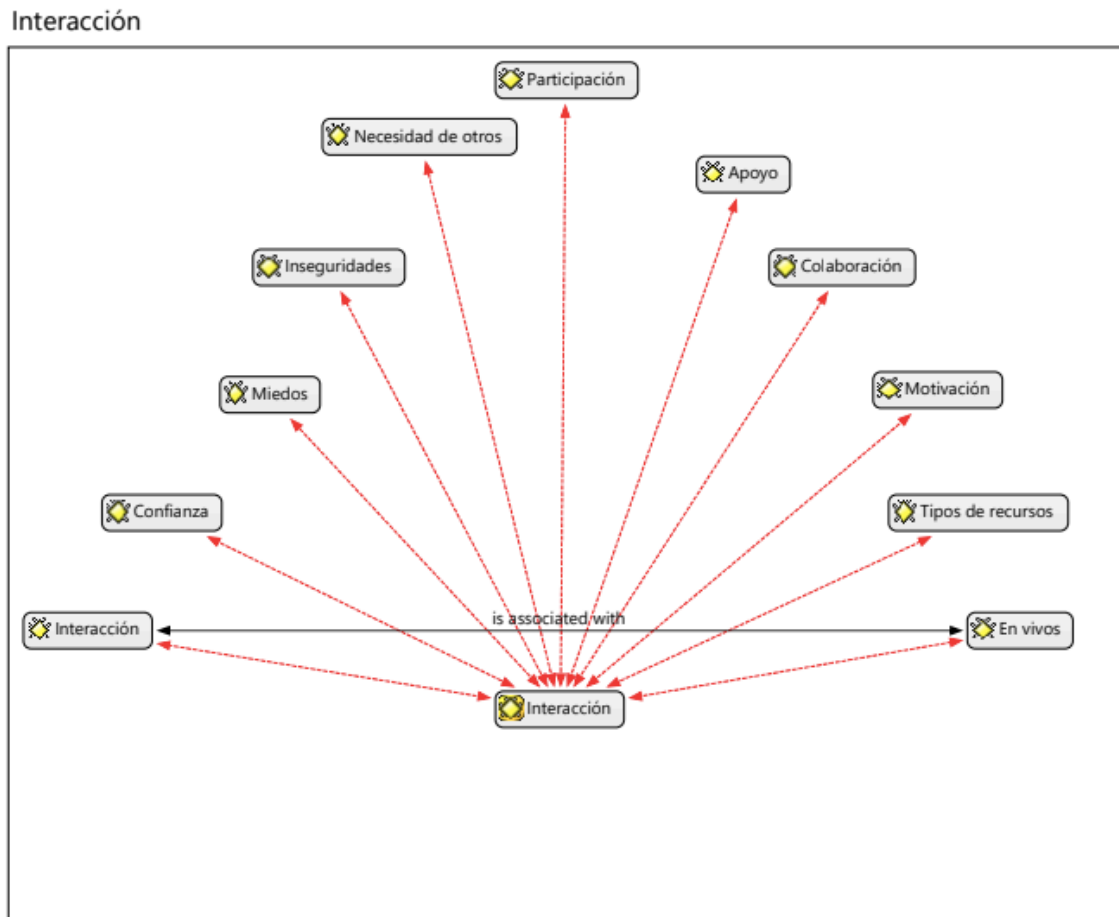 Interacción
Participación
Necesidad de otros
Apoyo
Inseguridades
Colaboración
Miedos
Motivación
Confianza
Tipos de recursos
is associated with
Interacción
En vivos
Interacción